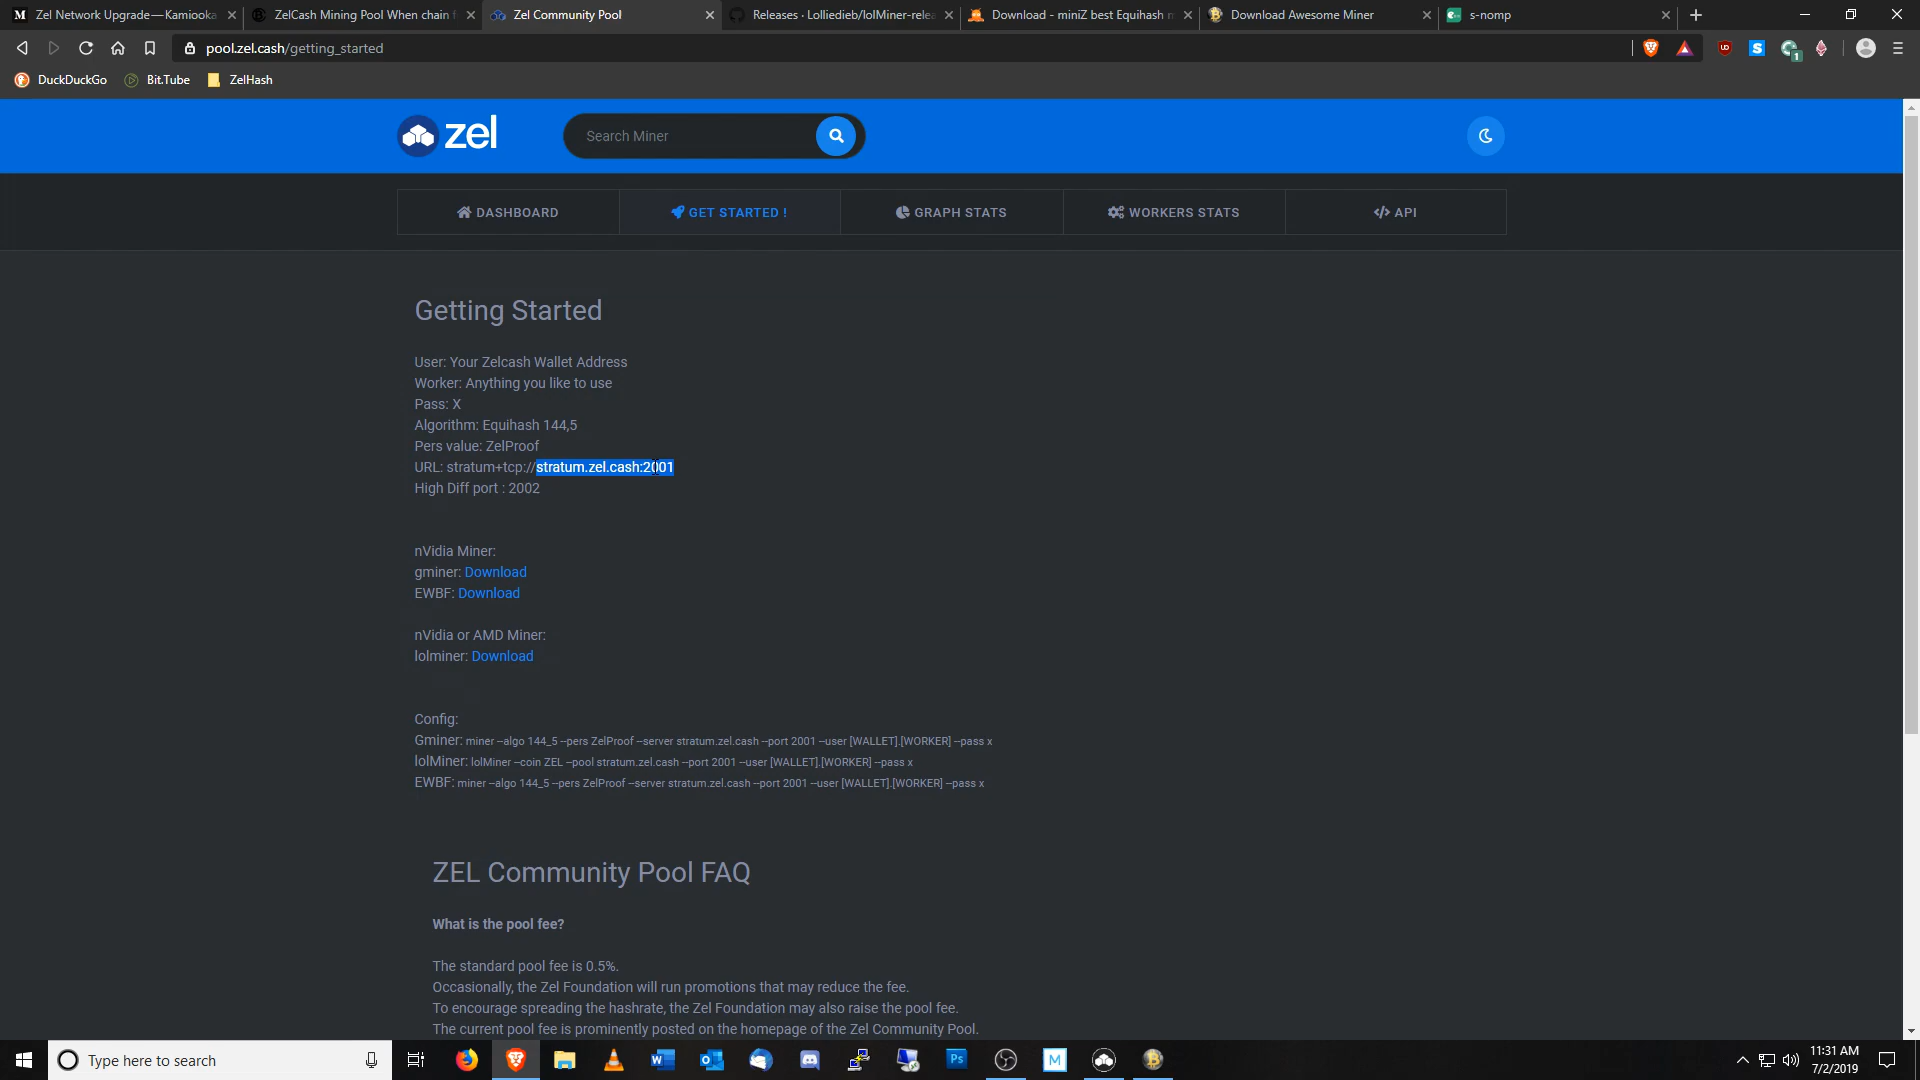 Zel Network Upgrade — Kamiooka
ZelCash Mining Pool When chain f
Zel Community Pool
Releases · Lolliedieb/lolMiner-relea
Download - miniZ best Equihash m
Download Awesome Miner
s-nomp
pool.zel.cash/getting_started
1
DuckDuckGo
Bit.Tube
ZelHash
zel
Search Miner
DASHBOARD
GET STARTED !
GRAPH STATS
WORKERS STATS
API
Getting Started
User: Your Zelcash Wallet Address
Worker: Anything you like to use
Pass: X
Algorithm: Equihash 144,5
Pers value: ZelProof
URL: stratum+tcp://stratum.zel.cash:2001
High Diff port : 2002
nVidia Miner:
gminer: Download
EWBF: Download
nVidia or AMD Miner:
lolminer: Download
Config:
Gminer: miner --algo 144_5 --pers ZelProof --server stratum.zel.cash --port 2001 --user [WALLET].[WORKER] --pass x
lolMiner: lolMiner --coin ZEL --pool stratum.zel.cash --port 2001 --user [WALLET].[WORKER] --pass x
EWBF: miner --algo 144_5 --pers ZelProof --server stratum.zel.cash --port 2001 --user [WALLET].[WORKER] --pass x
ZEL Community Pool FAQ
What is the pool fee?
The standard pool fee is 0.5%.
Occasionally, the Zel Foundation will run promotions that may reduce the fee.
To encourage spreading the hashrate, the Zel Foundation may also raise the pool fee.
The current pool fee is prominently posted on the homepage of the Zel Community Pool.
Type here to search
11:31 AM
7/2/2019